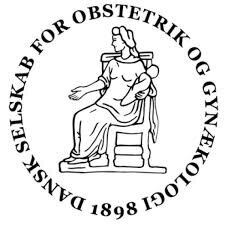 DANSK SELSKAB FOR OBSTETRIK OG GYNÆKOLOGI 1898